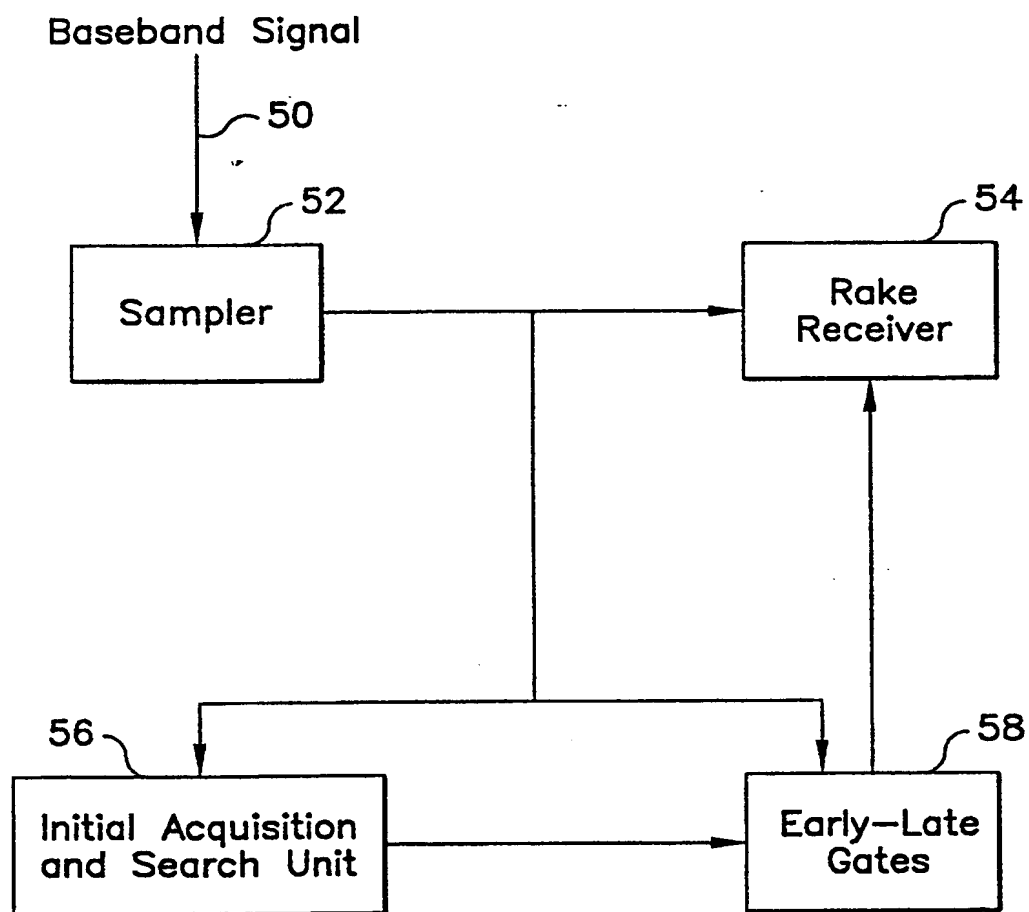 Baseband Signal
50
52
54
Sampler
Rake
Receiver
56
58
Initial Acquisition
and Search Unit
Early-Late
Gates